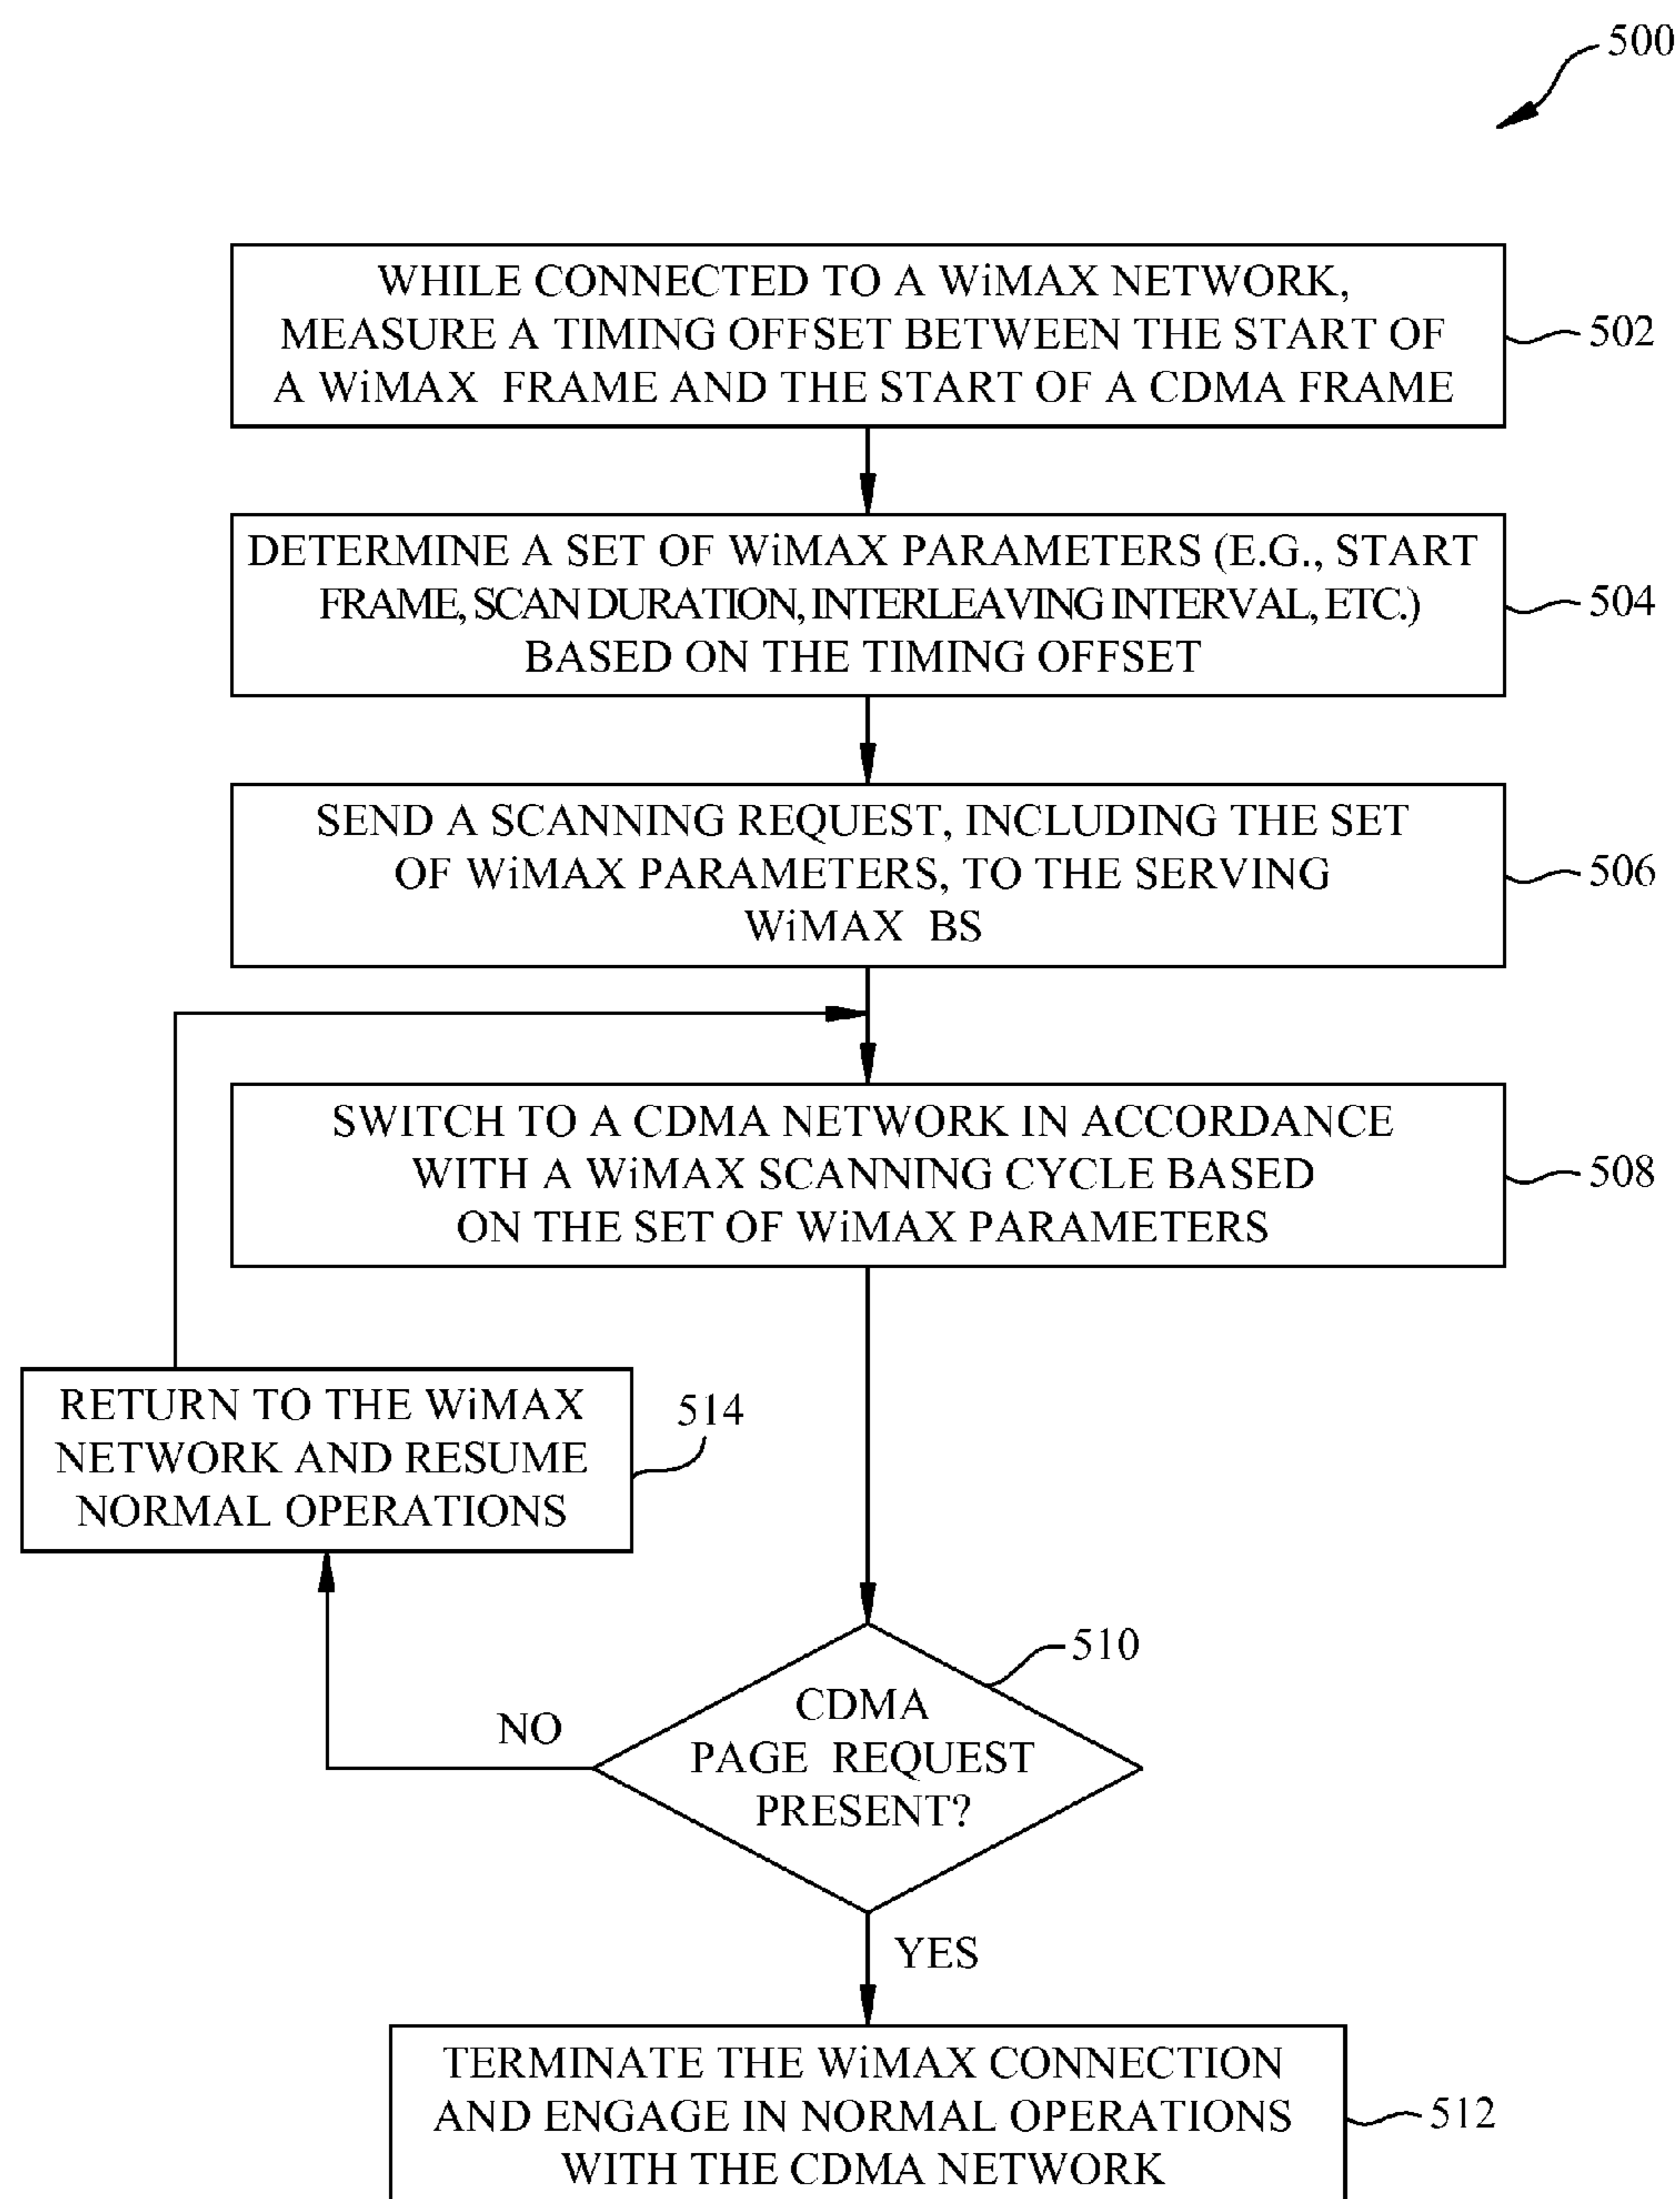 500
WHILE CONNECTED TO A WiMAX NETWORK,
MEASURE A TIMING OFFSET BETWEEN THE START OF
A WiMAX FRAME AND THE START OF A CDMA FRAME
502
DETERMINE A SET OF WiMAX PARAMETERS (E.G., START
FRAME, SCAN DURATION, INTERLEAVING INTERVAL, ETC.)
BASED ON THE TIMING OFFSET
504
SEND A SCANNING REQUEST, INCLUDING THE SET
OF WiMAX PARAMETERS, TO THE SERVING
WiMAX BS
506
SWITCH TO A CDMA NETWORK IN ACCORDANCE
WITH A WiMAX SCANNING CYCLE BASED
ON THE SET OF WiMAX PARAMETERS
508
RETURN TO THE WiMAX
NETWORK AND RESUME
NORMAL OPERATIONS
514
510
CDMA
PAGE REQUEST
PRESENT?
NO
YES
TERMINATE THE WiMAX CONNECTION
AND ENGAGE IN NORMAL OPERATIONS
WITH THE CDMA NETWORK
512